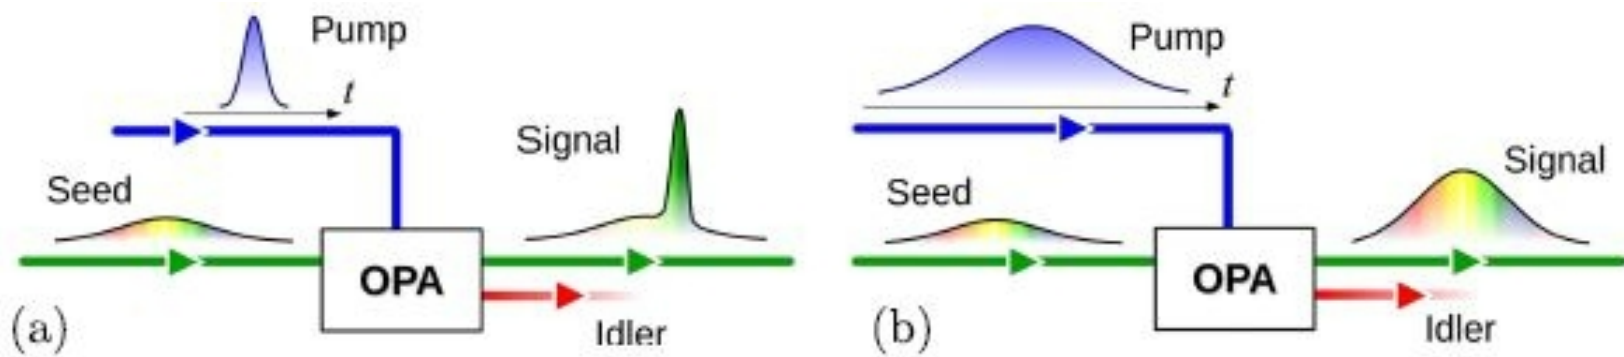 Pump
t
Signal
Seed
OPA
Idler
(a)
Pump
t
Signal
Seed
OPA
Idler
(b)